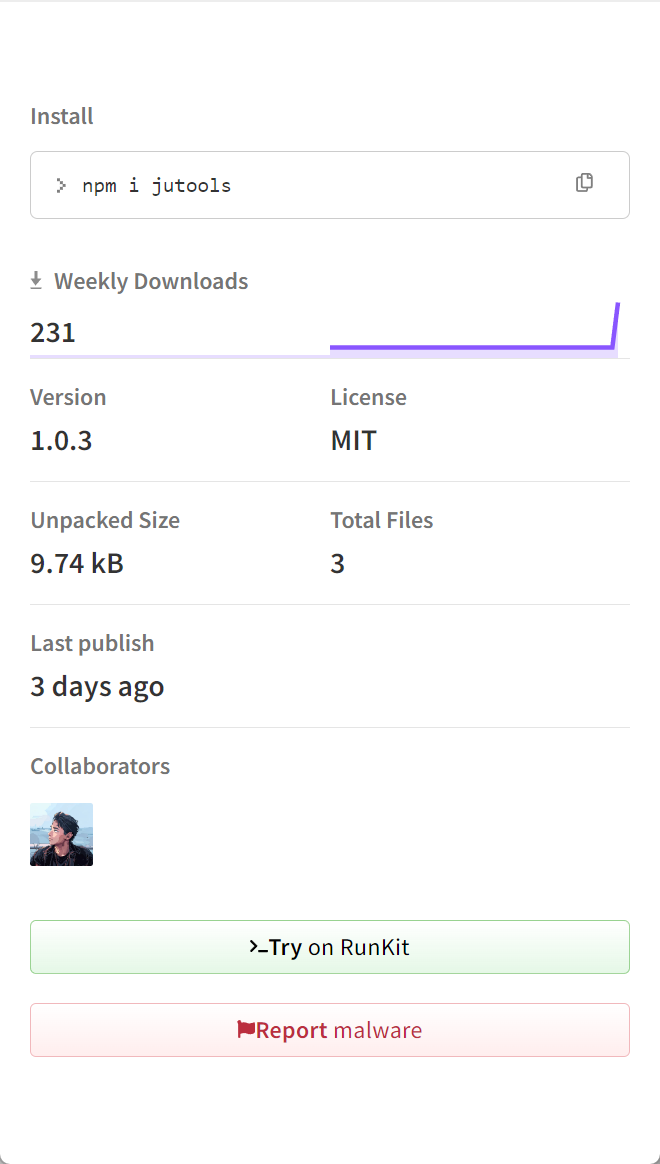 Install
> npm i jutools
Weekly Downloads
231
Version
License
1.0.3
MIT
Unpacked Size
Total Files
9.74 kB
3
Last publish
3 days ago
Collaborators
>_Try on RunKit
Report malware